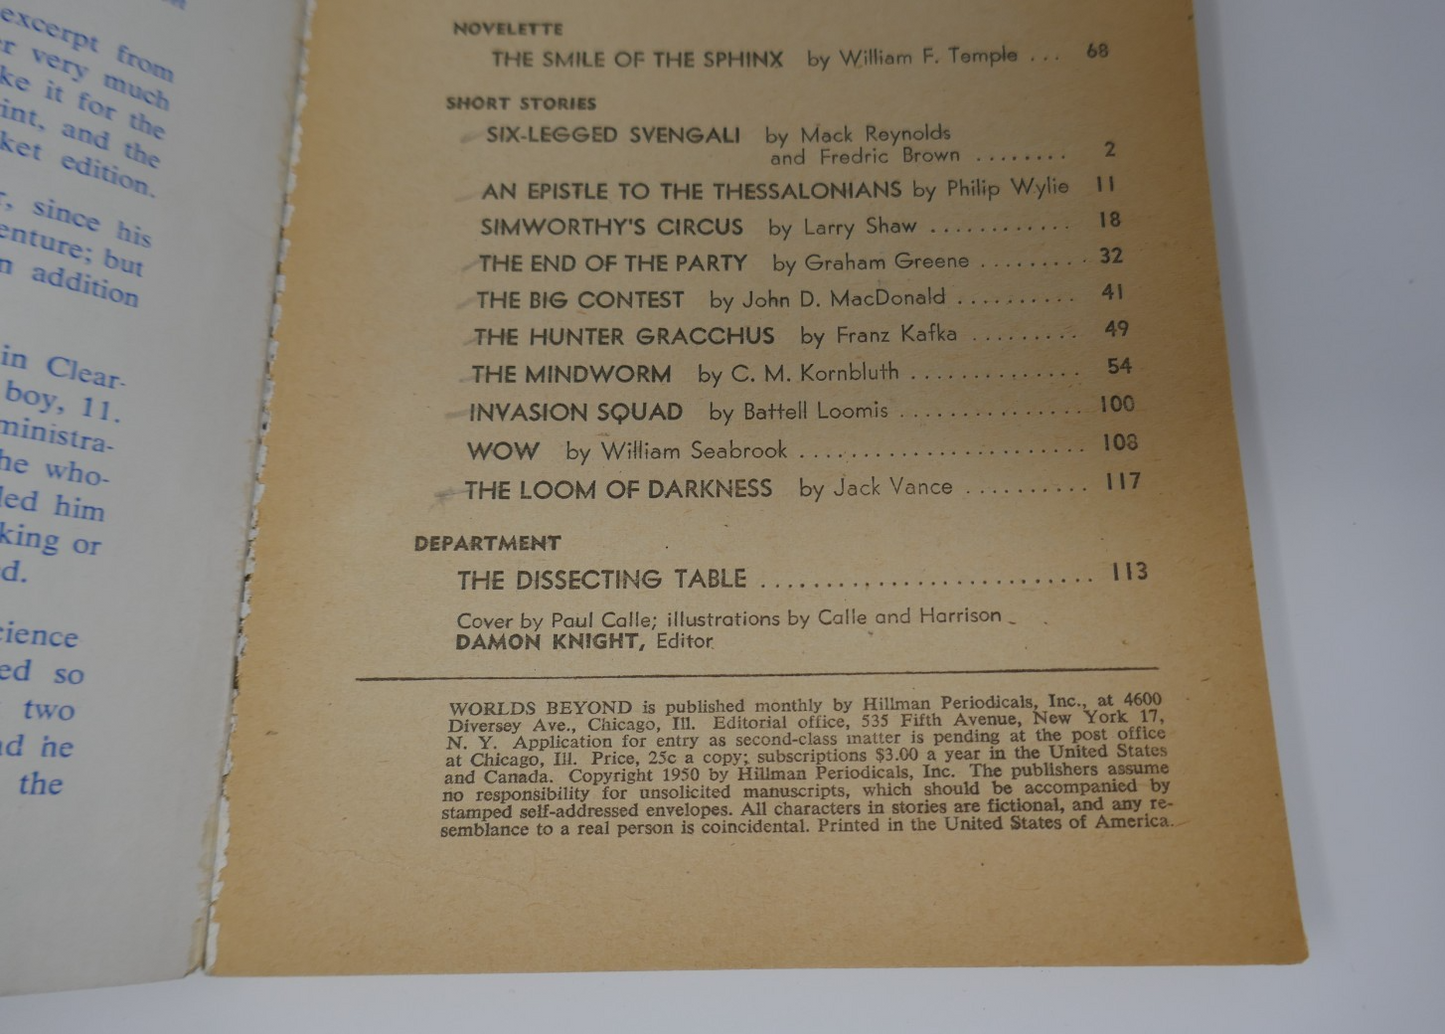 excerpt from
er very much
ke it for the
int, and the
ket edition.
, since his
enture; but
n addition
in Clear-
boy, 11.
ministra-
he who-
led him
king or
d.
cience
ed so
two
nd he
the
NOVELETTE
THE SMILE OF THE SPHINX by William F. Temple ... 68
SHORT STORIES
SIX-LEGGED SVENGALI by Mack Reynolds
and Fredric Brown ........ 2
AN EPISTLE TO THE THESSALONIANS by Philip Wylie 11
SIMWORTHY'S CIRCUS by Larry Shaw ............ 18
THE END OF THE PARTY by Graham Greene ......... 32
THE BIG CONTEST by John D. MacDonald .......... 41
THE HUNTER GRACCHUS by Franz Kafka ......... 49
THE MINDWORM by C. M. Kornbluth .............. 54
INVASION SQUAD by Battell Loomis ............... 100
WOW by William Seabrook ...................... 108
THE LOOM OF DARKNESS by Jack Vance .......... 117
DEPARTMENT
THE DISSECTING TABLE ......................... 113
Cover by Paul Calle; illustrations by Calle and Harrison
DAMON KNIGHT, Editor
WORLDS BEYOND is published monthly by Hillman Periodicals, Inc., at 4600
Diversey Ave., Chicago, Ill. Editorial office, 535 Fifth Avenue, New York 17,
N. Y. Application for entry as second-class matter is pending at the post office
at Chicago, Ill. Price, 25c a copy; subscriptions $3.00 a year in the United States
and Canada. Copyright 1950 by Hillman Periodicals, Inc. The publishers assume
no responsibility for unsolicited manuscripts, which should be accompanied by
stamped self-addressed envelopes. All characters in stories are fictional, and any re-
semblance to a real person is coincidental. Printed in the United States of America.